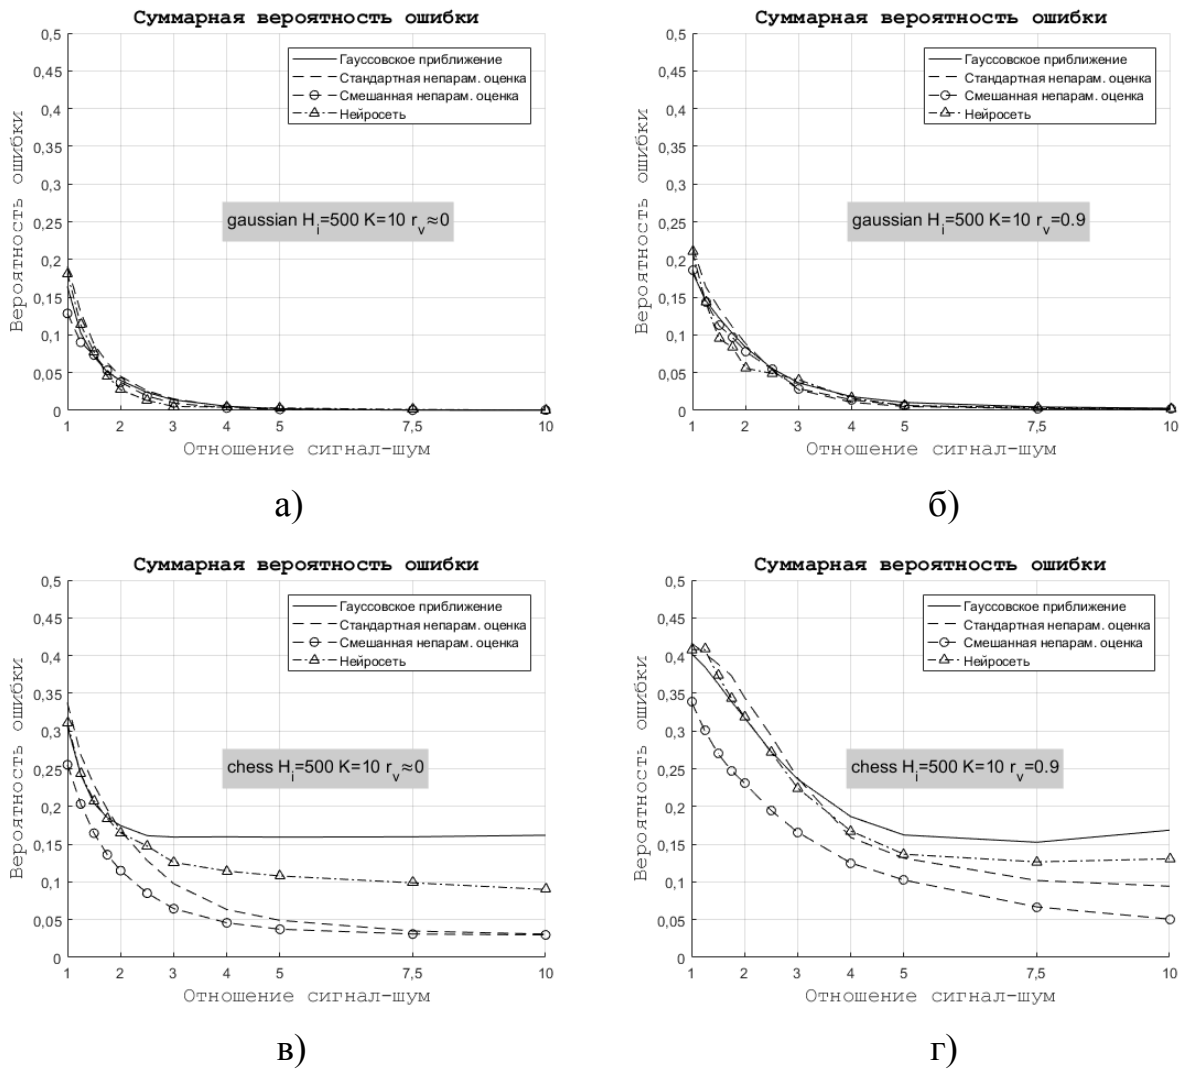 Суммарная вероятность ошибки
Вероятность ошибки
0,5
0,45
0,4
0,35
0,3
0,25
0,2
0,15
0,1
0,05
0
Гауссовское приближение
Стандартная непарам. оценка
Смешанная непарам. оценка
Нейросеть
gaussian H_i=500 K=10 r_v≈0
1 2 3 4 5 7,5 10
Отношение сигнал-шум
а)
Суммарная вероятность ошибки
Вероятность ошибки
0,5
0,45
0,4
0,35
0,3
0,25
0,2
0,15
0,1
0,05
0
Гауссовское приближение
Стандартная непарам. оценка
Смешанная непарам. оценка
Нейросеть
gaussian H_i=500 K=10 r_v=0.9
1 2 3 4 5 7,5 10
Отношение сигнал-шум
б)
Суммарная вероятность ошибки
Вероятность ошибки
0,5
0,45
0,4
0,35
0,3
0,25
0,2
0,15
0,1
0,05
0
Гауссовское приближение
Стандартная непарам. оценка
Смешанная непарам. оценка
Нейросеть
chess H_i=500 K=10 r_v≈0
1 2 3 4 5 7,5 10
Отношение сигнал-шум
в)
Суммарная вероятность ошибки
Вероятность ошибки
0,5
0,45
0,4
0,35
0,3
0,25
0,2
0,15
0,1
0,05
0
Гауссовское приближение
Стандартная непарам. оценка
Смешанная непарам. оценка
Нейросеть
chess H_i=500 K=10 r_v=0.9
1 2 3 4 5 7,5 10
Отношение сигнал-шум
г)